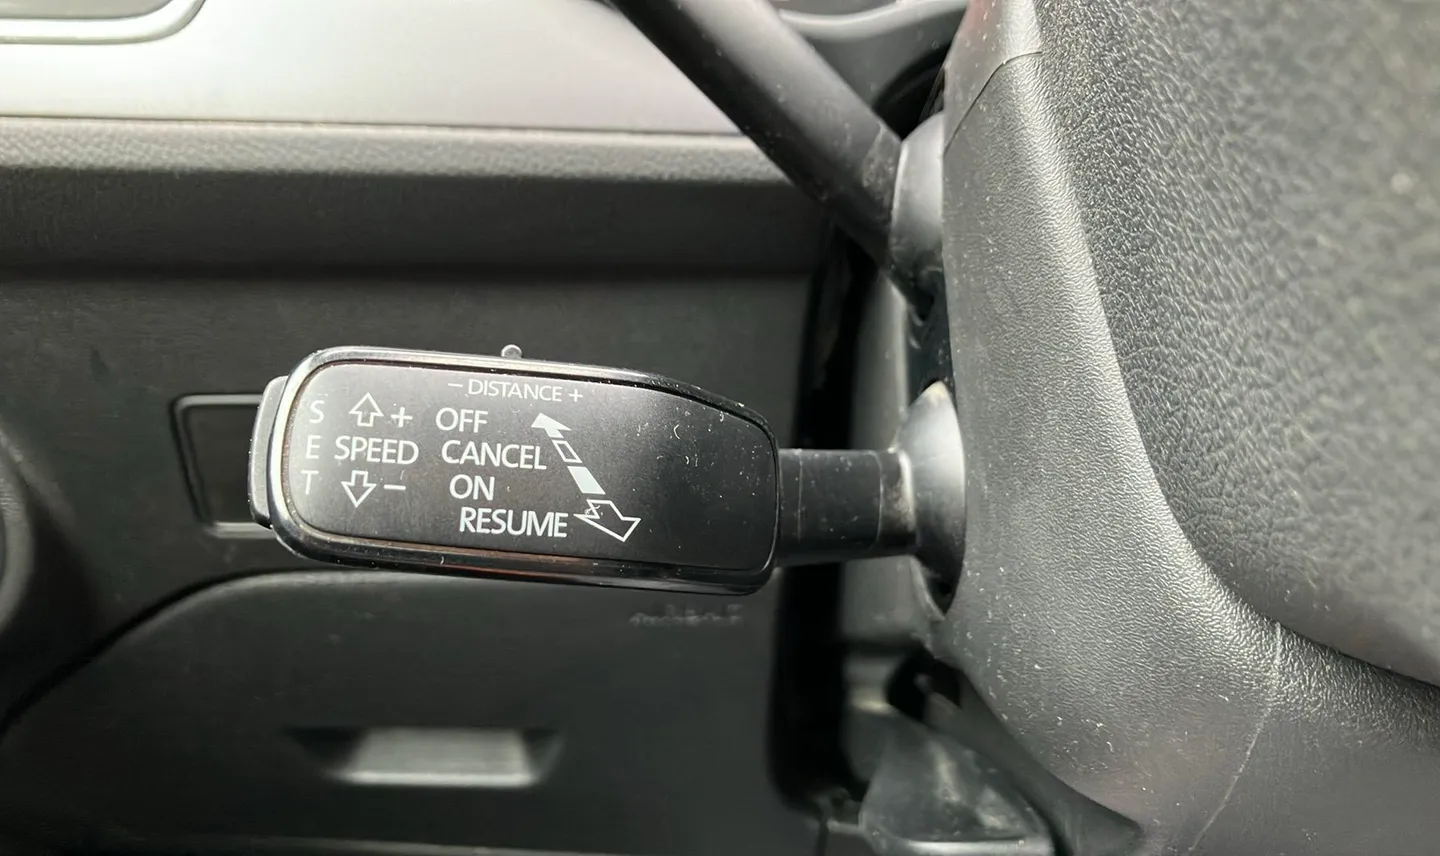 − DISTANCE +
S + OFF
E SPEED CANCEL
T − ON
RESUME